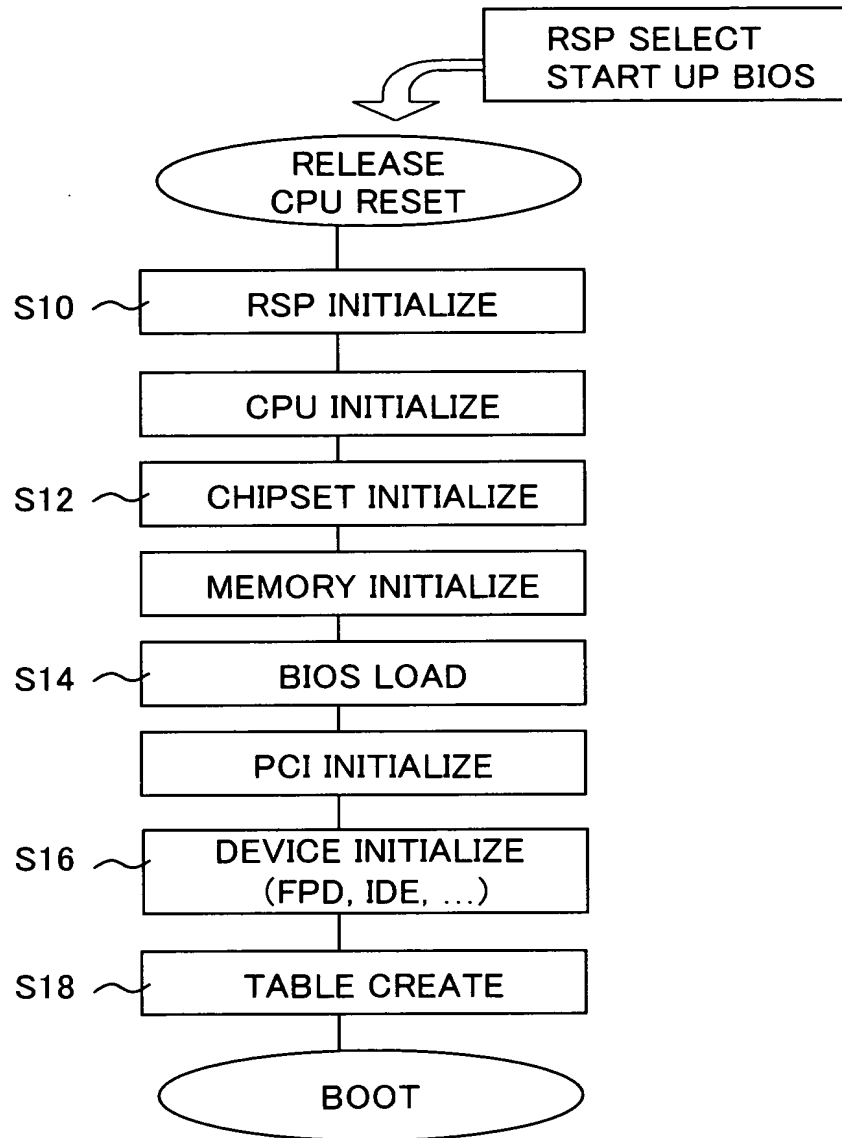 RSP SELECT
START UP BIOS
RELEASE
CPU RESET
S10
RSP INITIALIZE
CPU INITIALIZE
S12
CHIPSET INITIALIZE
MEMORY INITIALIZE
S14
BIOS LOAD
PCI INITIALIZE
S16
DEVICE INITIALIZE
(FPD, IDE, ...)
S18
TABLE CREATE
BOOT